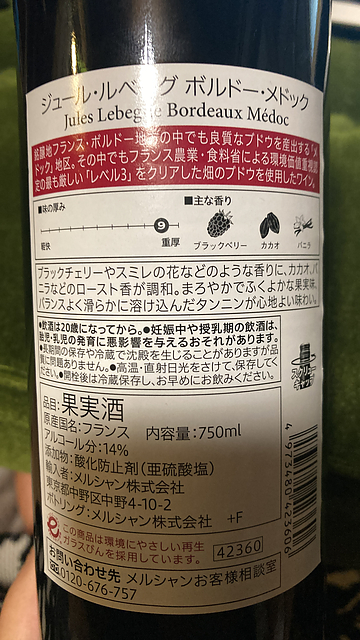 ジュール・ルベーグ ボルドー・メドック
Jules Lebegue Bordeaux Médoc
銘醸地フランス・ボルドー地方の中でも良質なブドウを産出する「メ
ドック」地区。その中でもフランス農業・食料省による環境価値重視認
定の最も厳しい「レベル3」をクリアした畑のブドウを使用したワイン。
■味の厚み
9
軽快 重厚
■主な香り
ブラックベリー カカオ バニラ
ブラックチェリーやスミレの花などのような香りに、カカオ、バ
ニラなどのロースト香が調和。まろやかでふくよかな果実味、
バランスよく滑らかに溶け込んだタンニンが心地よい味わい。
●飲酒は20歳になってから。●妊娠中や授乳期の飲酒は、
胎児・乳児の発育に悪影響を与えるおそれがあります。
●長期間の保存や冷蔵で沈殿を生じることがありますが品
質に問題ありません。●高温・直射日光をさけて、保存してく
ださい。●開栓後は冷蔵保存し、お早めにお飲みください。
品目:果実酒
原産国名:フランス 内容量:750ml
アルコール分:14%
添加物:酸化防止剤(亜硫酸塩)
輸入者:メルシャン株式会社
東京都中野区中野4-10-2
ボトリング:メルシャン株式会社 +F
この商品は環境にやさしい再生
ガラスびんを採用しています。
42360
お問い合わせ先 メルシャンお客様相談室
0120-676-757
4973480423606